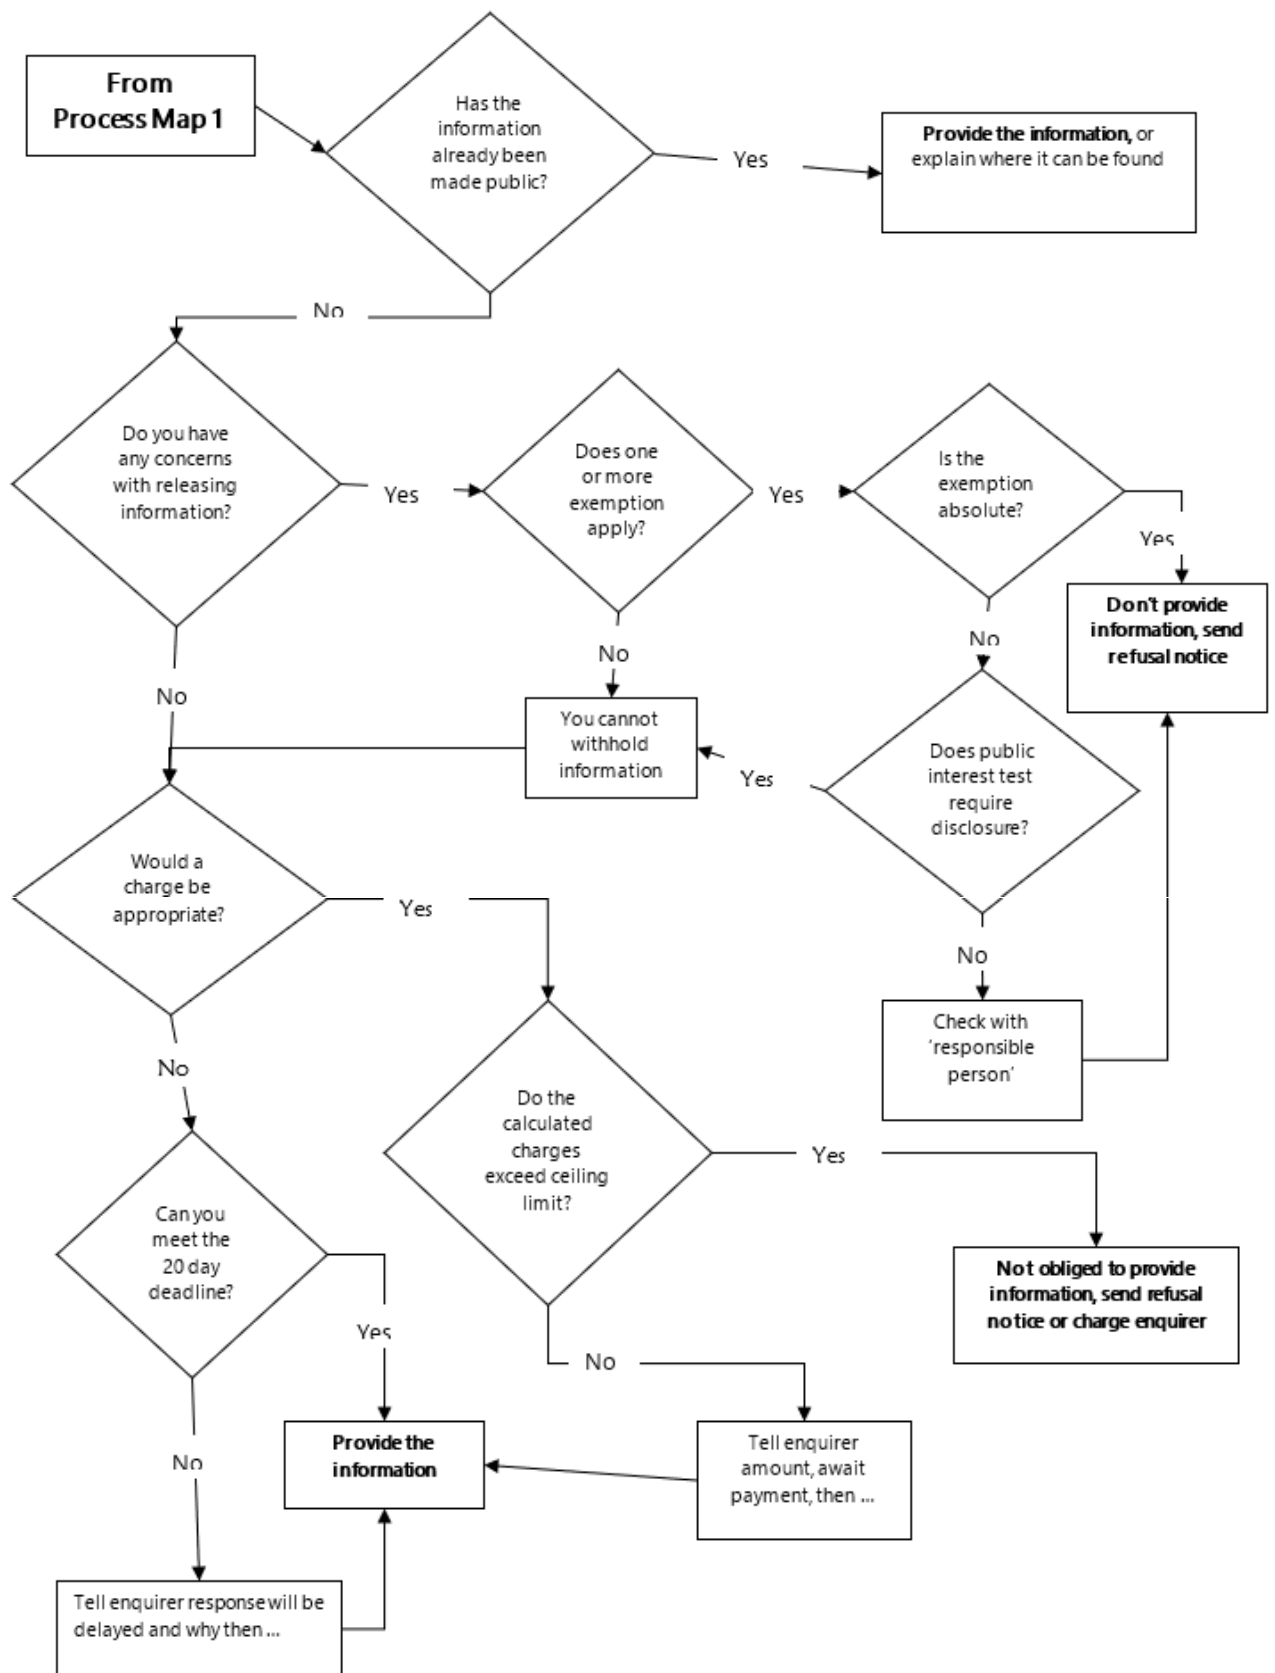 From
Process Map 1
Has the
information
already been
made public?
Yes
Provide the information, or
explain where it can be found
No
Do you have
any concerns
with releasing
information?
Yes
Does one
or more
exemption
apply?
Yes
Is the
exemption
absolute?
Yes
Don't provide
information, send
refusal notice
No
No
No
You cannot
withhold
information
Yes
Does public
interest test
require
disclosure?
Would a
charge be
appropriate?
Yes
No
Check with
‘responsible
person’
No
Do the
calculated
charges
exceed ceiling
limit?
Yes
Can you
meet the
20 day
deadline?
Not obliged to provide
information, send refusal
notice or charge enquirer
Yes
No
No
Provide the
information
Tell enquirer
amount, await
payment, then ...
Tell enquirer response will be
delayed and why then ...